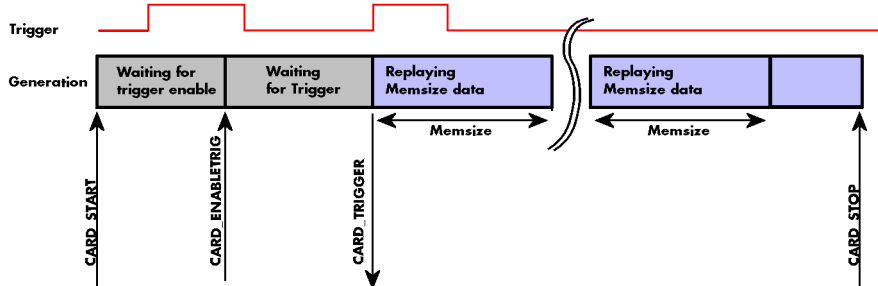 Trigger
Generation
Waiting for
trigger enable
Waiting
for Trigger
Replaying
Memsize data
Replaying
Memsize data
Memsize
Memsize
CARD_START
CARD_ENABLETRIG
CARD_TRIGGER
CARD_STOP